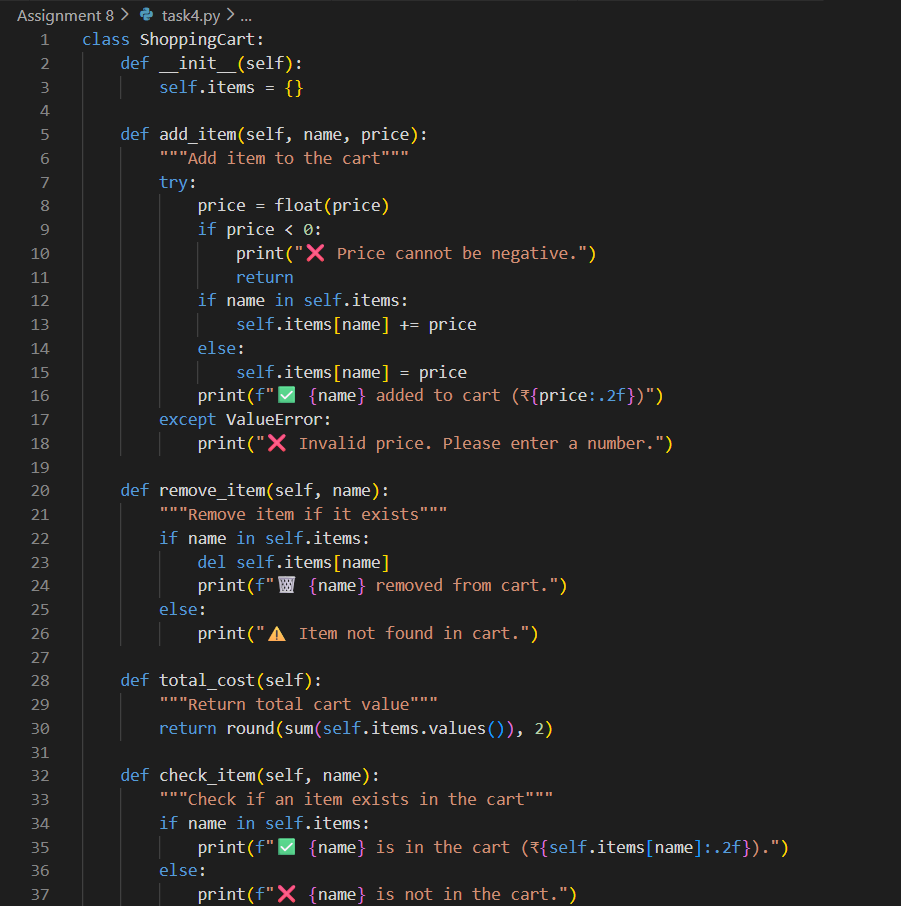 Assignment 8 > task4.py > ...
1 class ShoppingCart:
2     def __init__(self):
3         self.items = {}
4
5     def add_item(self, name, price):
6         """Add item to the cart"""
7         try:
8             price = float(price)
9             if price < 0:
10                 print("❌ Price cannot be negative.")
11                 return
12             if name in self.items:
13                 self.items[name] += price
14             else:
15                 self.items[name] = price
16             print(f"✅ {name} added to cart (₹{price:.2f})")
17         except ValueError:
18             print("❌ Invalid price. Please enter a number.")
19
20     def remove_item(self, name):
21         """Remove item if it exists"""
22         if name in self.items:
23             del self.items[name]
24             print(f"🗑️ {name} removed from cart.")
25         else:
26             print("⚠️ Item not found in cart.")
27
28     def total_cost(self):
29         """Return total cart value"""
30         return round(sum(self.items.values()), 2)
31
32     def check_item(self, name):
33         """Check if an item exists in the cart"""
34         if name in self.items:
35             print(f"✅ {name} is in the cart (₹{self.items[name]:.2f}).")
36         else:
37             print(f"❌ {name} is not in the cart.")